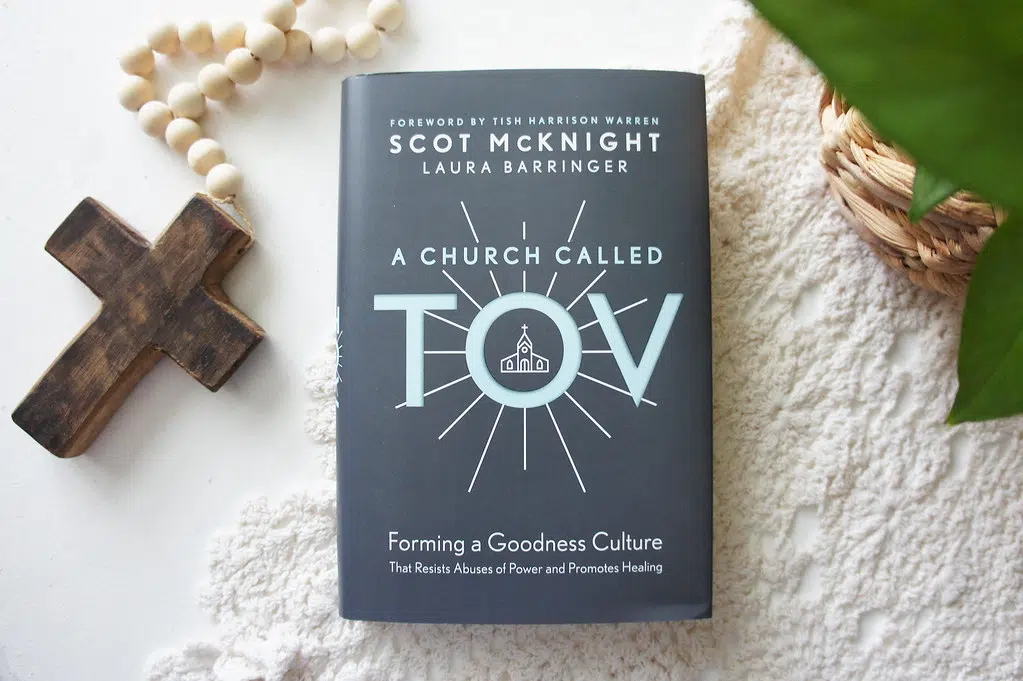 FOREWORD BY TISH HARRISON WARREN
SCOT McKNIGHT
LAURA BARRINGER
A CHURCH CALLED
TOV
Forming a Goodness Culture
That Resists Abuses of Power and Promotes Healing